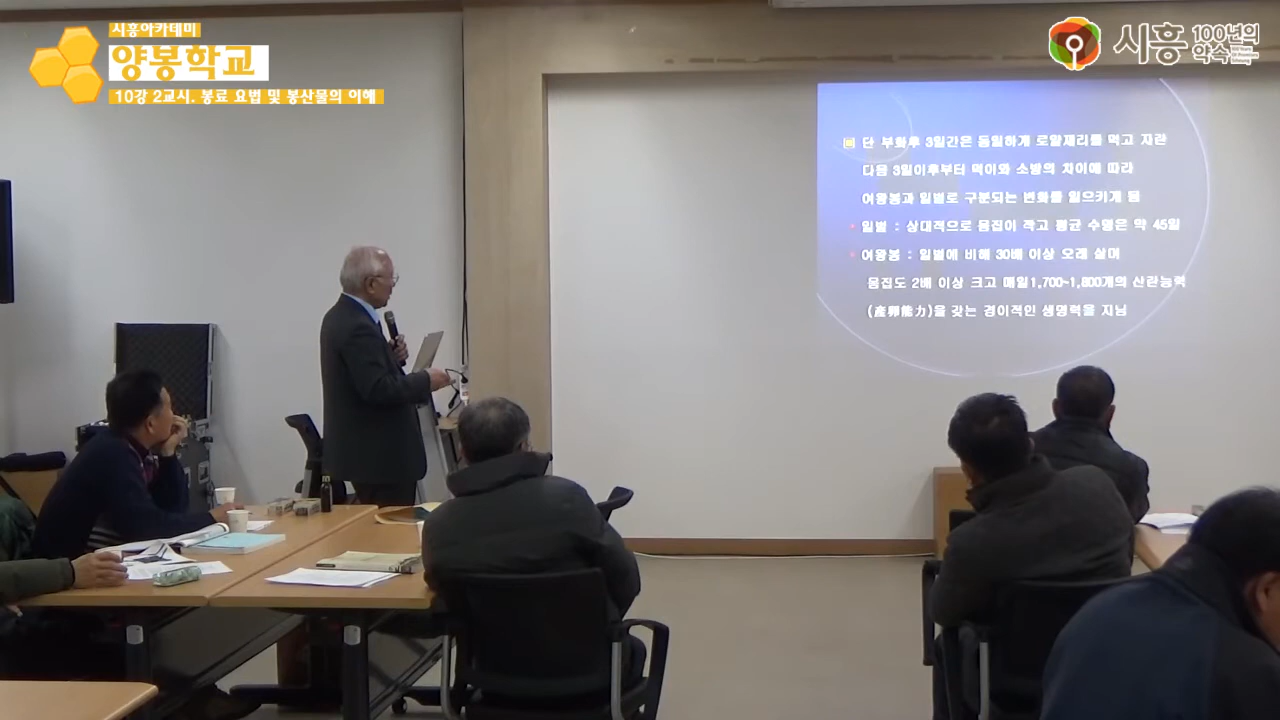 시흥아카데미
양봉학교
10강 2교시. 봉료 요법 및 봉산물의 이해
시흥 100년의 약속
단 부화후 3일간은 동일하게 로얄제리를 먹고 자란
다음 3일이후부터 먹이와 소방의 차이에 따라
여왕봉과 일벌로 구분되는 변화를 일으키게 됨
일벌 : 상대적으로 몸집이 작고 평균 수명은 약 45일
여왕봉 : 일벌에 비해 30배 이상 오래 살며
몸집도 2배 이상 크고 매일1,700~1,800개의 산란능력
(産卵能力)을 갖는 경이적인 생명력을 지님